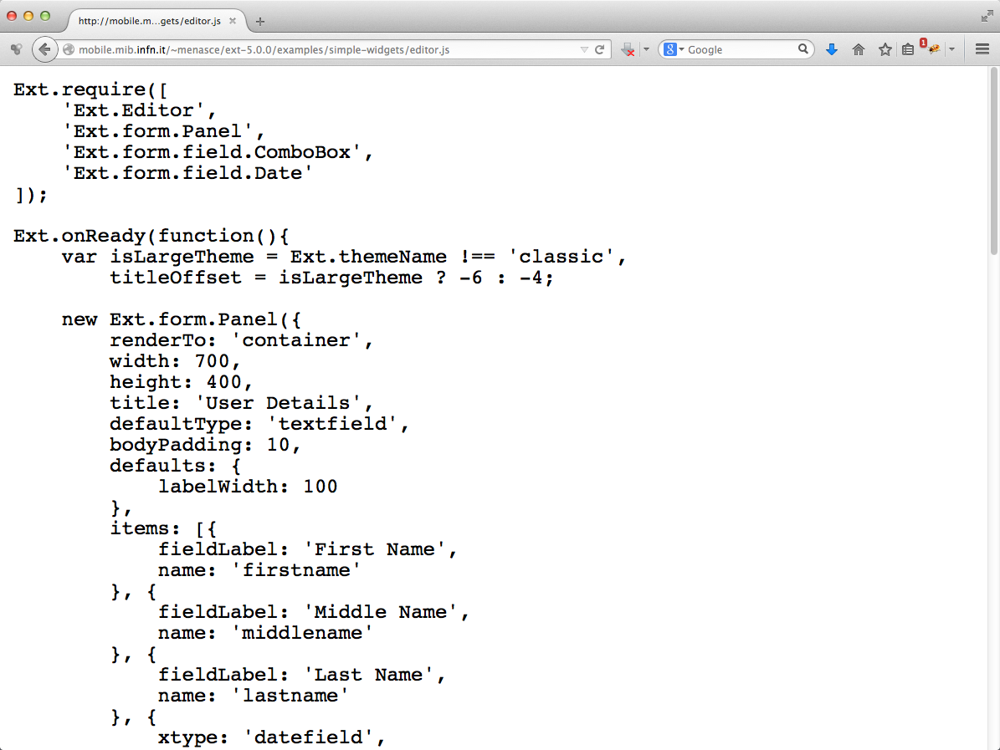 http://mobile.m...gets/editor.js
mobile.mib.infn.it/~menasce/ext-5.0.0/examples/simple-widgets/editor.js
8
Google
1
Ext.require([
    'Ext.Editor',
    'Ext.form.Panel',
    'Ext.form.field.ComboBox',
    'Ext.form.field.Date'
]);

Ext.onReady(function(){
    var isLargeTheme = Ext.themeName !== 'classic',
        titleOffset = isLargeTheme ? -6 : -4;

    new Ext.form.Panel({
        renderTo: 'container',
        width: 700,
        height: 400,
        title: 'User Details',
        defaultType: 'textfield',
        bodyPadding: 10,
        defaults: {
            labelWidth: 100
        },
        items: [{
            fieldLabel: 'First Name',
            name: 'firstname'
        }, {
            fieldLabel: 'Middle Name',
            name: 'middlename'
        }, {
            fieldLabel: 'Last Name',
            name: 'lastname'
        }, {
            xtype: 'datefield',